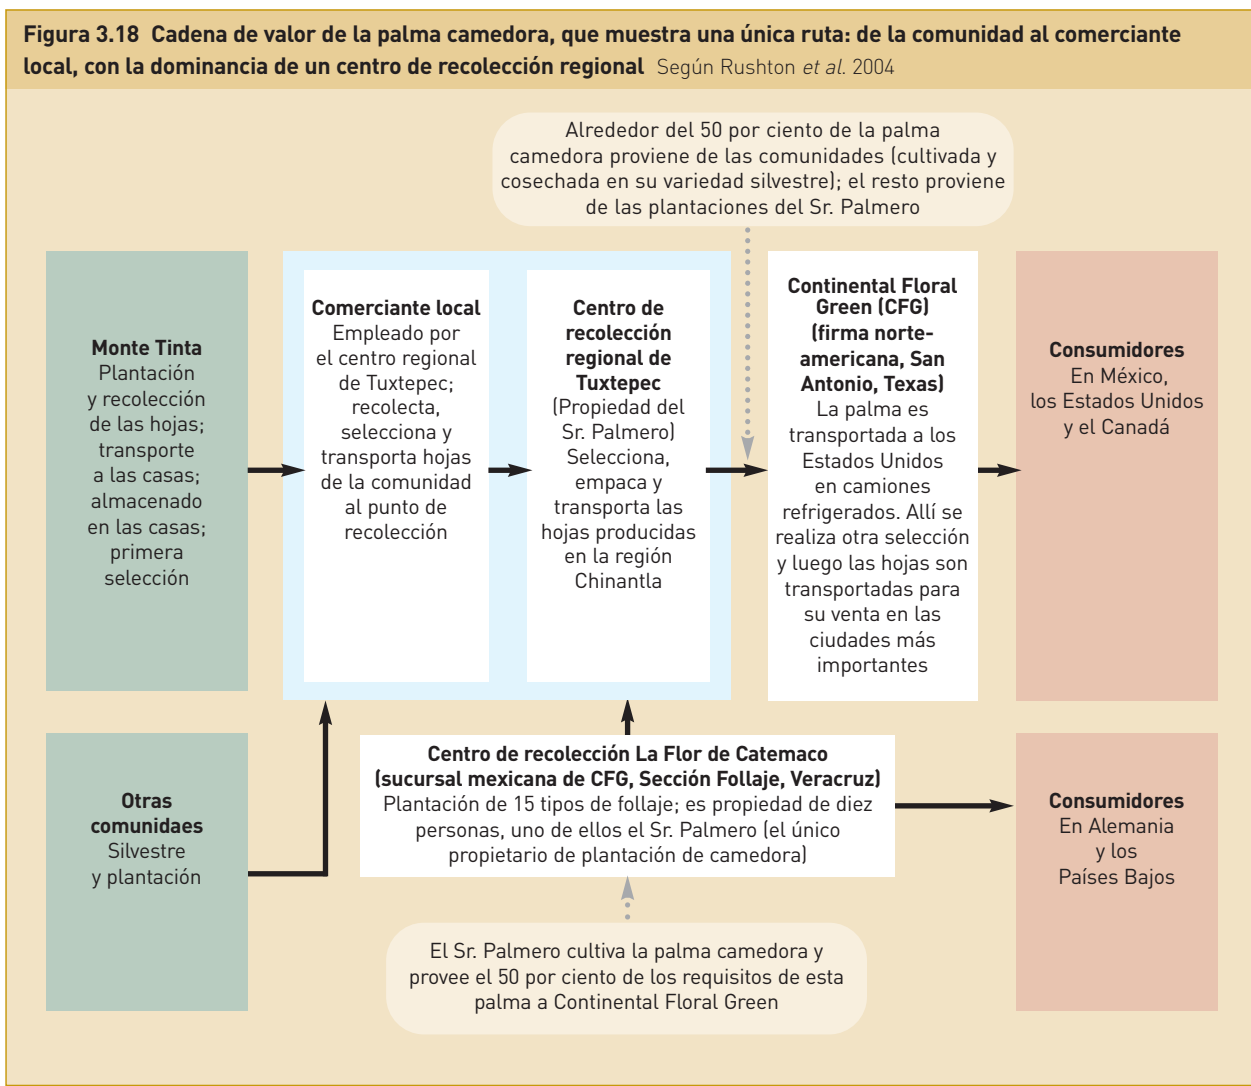 Figura 3.18 Cadena de valor de la palma camedora, que muestra una única ruta: de la comunidad al comerciante
local, con la dominancia de un centro de recolección regional Según Rushton et al. 2004
Alrededor del 50 por ciento de la palma
camedora proviene de las comunidades (cultivada y
cosechada en su variedad silvestre); el resto proviene
de las plantaciones del Sr. Palmero
Monte Tinta
Plantación
y recolección
de las hojas;
transporte
a las casas;
almacenado
en las casas;
primera
selección
Comerciante local
Empleado por
el centro regional
de Tuxtepec;
recolecta,
selecciona y
transporta hojas
de la comunidad
al punto de
recolección
Centro de
recolección
regional de
Tuxtepec
(Propiedad del
Sr. Palmero)
Selecciona,
empaca y
transporta las
hojas producidas
en la región
Chinantla
Continental Floral
Green (CFG)
(firma norte-
americana, San
Antonio, Texas)
La palma es
transportada a los
Estados Unidos
en camiones
refrigerados. Allí se
realiza otra selección
y luego las hojas son
transportadas para
su venta en las
ciudades más
importantes
Consumidores
En México,
los Estados Unidos
y el Canadá
Otras
comunidaes
Silvestre
y plantación
Centro de recolección La Flor de Catemaco
(sucursal mexicana de CFG, Sección Follaje, Veracruz)
Plantación de 15 tipos de follaje; es propiedad de diez
personas, uno de ellos el Sr. Palmero (el único
propietario de plantación de camedora)
Consumidores
En Alemania
y los
Países Bajos
El Sr. Palmero cultiva la palma camedora y
provee el 50 por ciento de los requisitos de esta
palma a Continental Floral Green